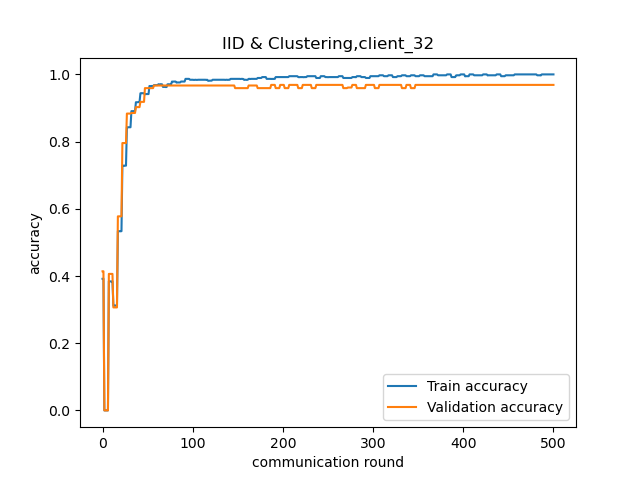 IID & Clustering,client_32
1.0
0.8
0.6
0.4
0.2
0.0
accuracy
0 100 200 300 400 500
communication round
Train accuracy
Validation accuracy